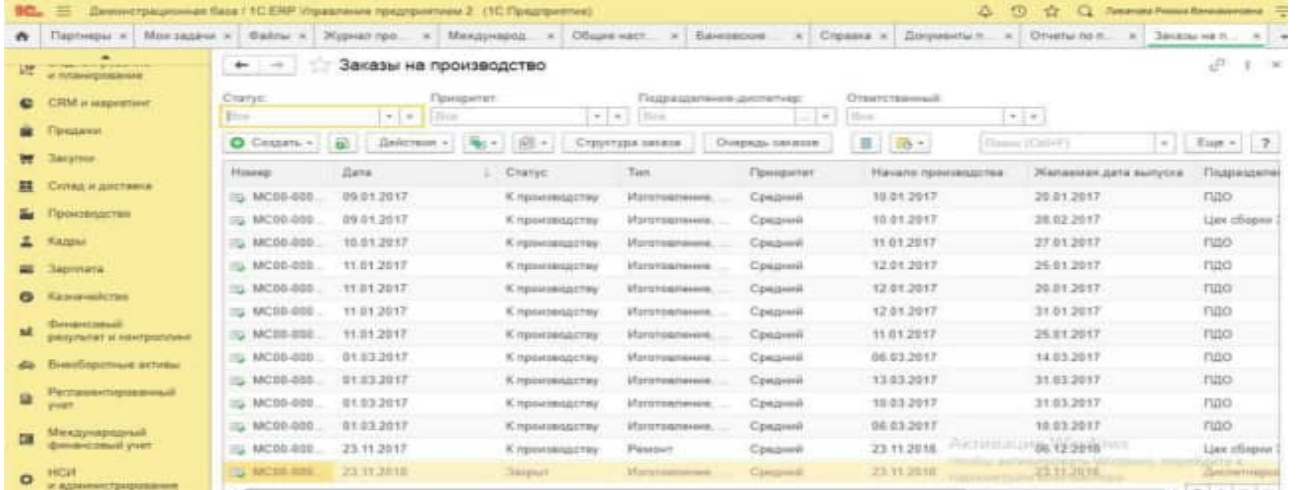 1С Демонстрационная база / 1С:ERP Управление предприятием 2 (1С:Предприятие)
Партнеры × Мои задачи × Файлы × Журнал про... × Международ... × Общие наст... × Банковские ... × Справка × Документы п... × Отчеты по п... × Заказы на п... ×
и планирование
CRM и маркетинг
Продажи
Закупки
Склад и доставка
Производство
Кадры
Зарплата
Казначейство
Финансовый
результат и контроллинг
Внеоборотные активы
Регламентированный
учет
Международный
финансовый учет
НСИ
и администрирование
Заказы на производство
Статус: Приоритет: Подразделение-диспетчер: Ответственный:
Все Все Все Все
Создать Действия Структура заказа Очередь заказов Поиск (Ctrl+F) Еще ?
Номер Дата Статус Тип Приоритет Начало производства Желаемая дата выпуска Подразделен
МС00-000... 09.01.2017 К производству Изготовление, ... Средний 10.01.2017 20.01.2017 ПДО
МС00-000... 09.01.2017 К производству Изготовление, ... Средний 10.01.2017 28.02.2017 Цех сборки
МС00-000... 10.01.2017 К производству Изготовление, ... Средний 11.01.2017 27.01.2017 ПДО
МС00-000... 11.01.2017 К производству Изготовление, ... Средний 12.01.2017 25.01.2017 ПДО
МС00-000... 11.01.2017 К производству Изготовление, ... Средний 12.01.2017 20.01.2017 ПДО
МС00-000... 11.01.2017 К производству Изготовление, ... Средний 12.01.2017 31.01.2017 ПДО
МС00-000... 11.01.2017 К производству Изготовление, ... Средний 11.01.2017 25.01.2017 ПДО
МС00-000... 01.03.2017 К производству Изготовление, ... Средний 06.03.2017 14.03.2017 ПДО
МС00-000... 01.03.2017 К производству Изготовление, ... Средний 13.03.2017 31.03.2017 ПДО
МС00-000... 01.03.2017 К производству Изготовление, ... Средний 10.03.2017 31.03.2017 ПДО
МС00-000... 01.03.2017 К производству Изготовление, ... Средний 06.03.2017 10.03.2017 ПДО
МС00-000... 23.11.2017 К производству Ремонт Средний 23.11.2018 06.12.2018 Цех сборки
МС00-000... 23.11.2018 Закрыт Изготовление Средний 23.11.2018 23.11.2018
Активация Windows